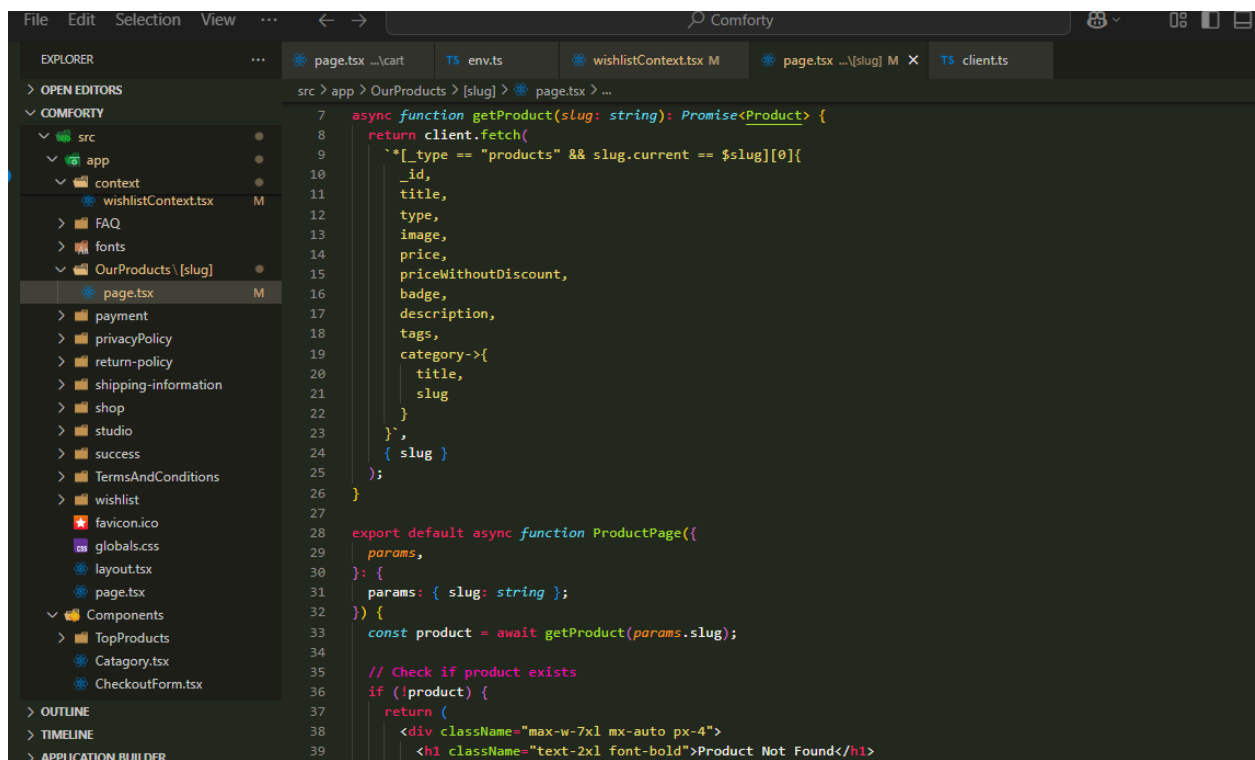 File Edit Selection View ... ← → Comforty
EXPLORER ...
OPEN EDITORS
COMFORTY
src
app
context
wishlistContext.tsx M
FAQ
fonts
OurProducts\[slug]
page.tsx M
payment
privacyPolicy
return-policy
shipping-information
shop
studio
success
TermsAndConditions
wishlist
favicon.ico
globals.css
layout.tsx
page.tsx
Components
TopProducts
Catagory.tsx
CheckoutForm.tsx
OUTLINE
TIMELINE
APPLICATION BUILDER
page.tsx ...\cart TS env.ts wishlistContext.tsx M page.tsx ...\[slug] M × TS client.ts
src > app > OurProducts > [slug] > page.tsx > ...
7 async function getProduct(slug: string): Promise<Product> {
8 return client.fetch(
9 `*[_type == "products" && slug.current == $slug][0]{
10 _id,
11 title,
12 type,
13 image,
14 price,
15 priceWithoutDiscount,
16 badge,
17 description,
18 tags,
19 category->{
20 title,
21 slug
22 }
23 }`,
24 { slug }
25 );
26 }
27
28 export default async function ProductPage({
29 params,
30 }: {
31 params: { slug: string };
32 }) {
33 const product = await getProduct(params.slug);
34
35 // Check if product exists
36 if (!product) {
37 return (
38 <div className="max-w-7xl mx-auto px-4">
39 <h1 className="text-2xl font-bold">Product Not Found</h1>